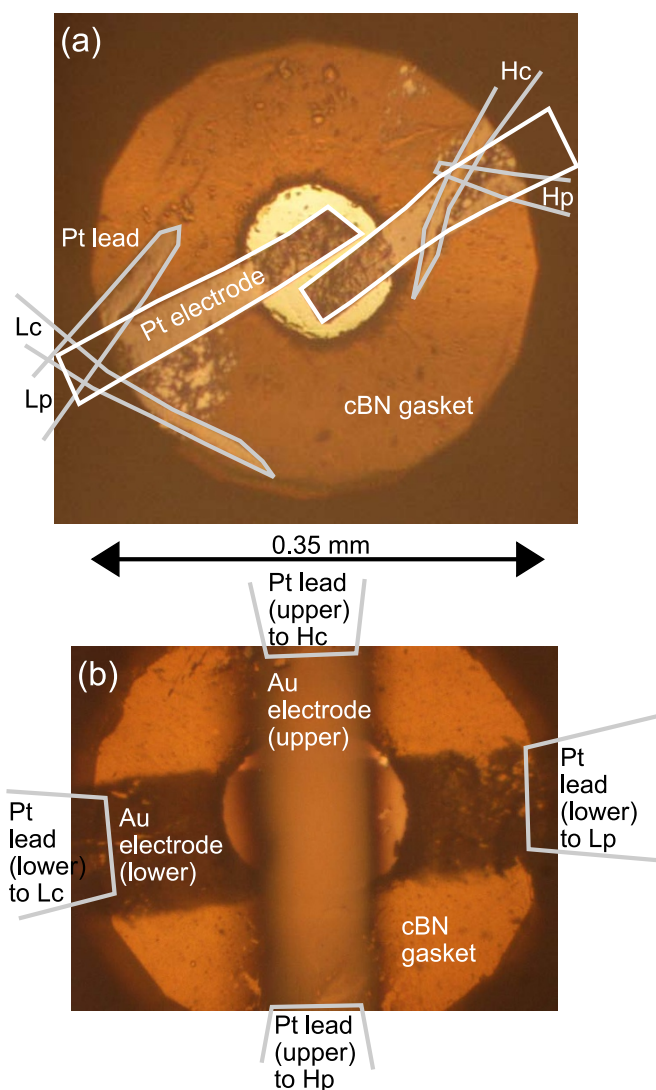 (a)
Hc
Hp
Pt lead
Pt electrode
Lc
Lp
cBN gasket
0.35 mm
Pt lead
(upper)
to Hc
(b)
Au
electrode
(upper)
Pt
lead
(lower)
to Lp
Pt
lead
(lower)
to Lc
Au
electrode
(lower)
cBN
gasket
Pt lead
(upper)
to Hp